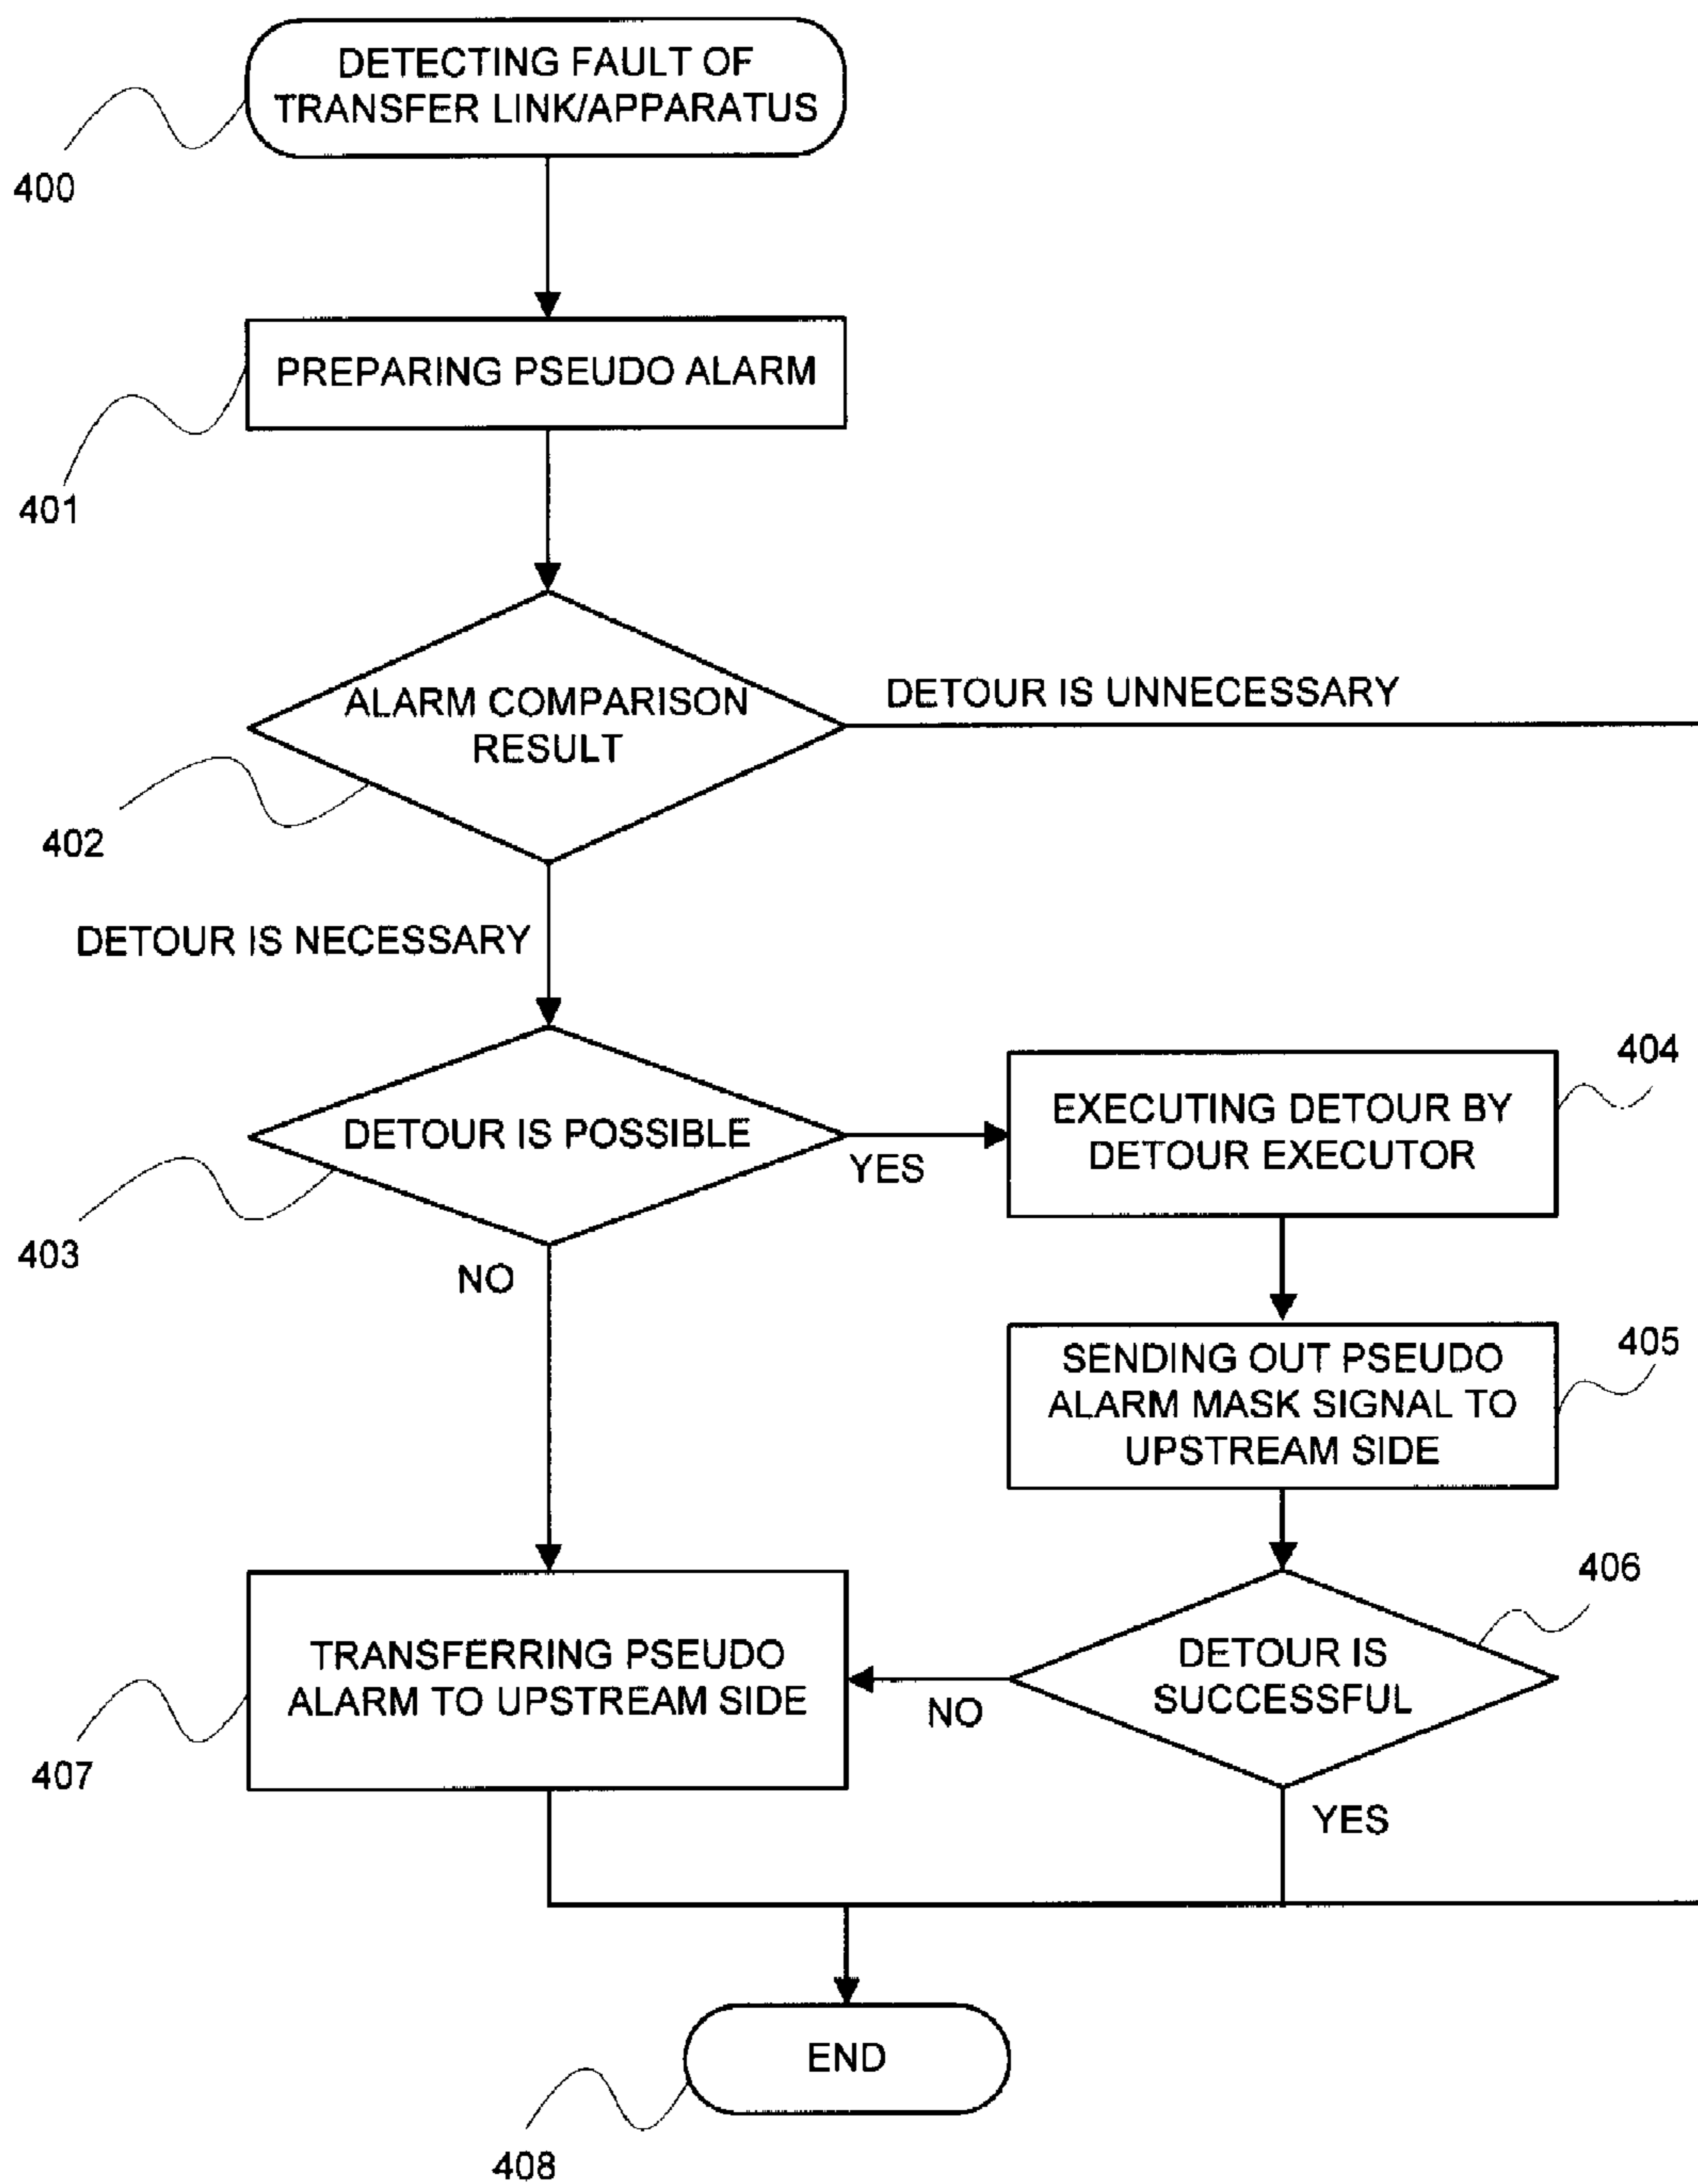 DETECTING FAULT OF
TRANSFER LINK/APPARATUS
400
PREPARING PSEUDO ALARM
401
ALARM COMPARISON
RESULT
DETOUR IS UNNECESSARY
402
DETOUR IS NECESSARY
DETOUR IS POSSIBLE
YES
403
NO
404
EXECUTING DETOUR BY
DETOUR EXECUTOR
405
SENDING OUT PSEUDO
ALARM MASK SIGNAL TO
UPSTREAM SIDE
406
DETOUR IS
SUCCESSFUL
NO
YES
TRANSFERRING PSEUDO
ALARM TO UPSTREAM SIDE
407
END
408